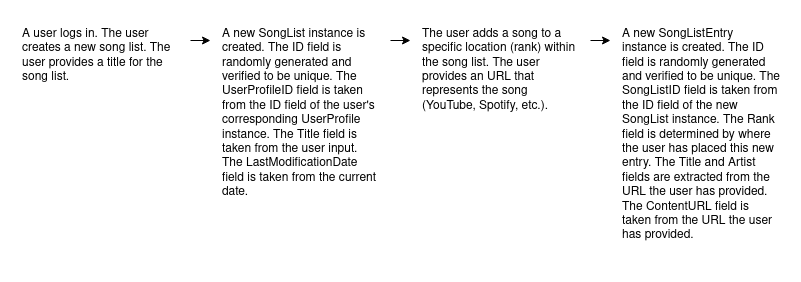 A user logs in. The user
creates a new song list. The
user provides a title for the
song list.
A new SongList instance is
created. The ID field is
randomly generated and
verified to be unique. The
UserProfileID field is taken
from the ID field of the user's
corresponding UserProfile
instance. The Title field is
taken from the user input.
The LastModificationDate
field is taken from the current
date.
The user adds a song to a
specific location (rank) within
the song list. The user
provides an URL that
represents the song
(YouTube, Spotify, etc.).
A new SongListEntry
instance is created. The ID
field is randomly generated
and verified to be unique. The
SongListID field is taken from
the ID field of the new
SongList instance. The Rank
field is determined by where
the user has placed this new
entry. The Title and Artist
fields are extracted from the
URL the user has provided.
The ContentURL field is
taken from the URL the user
has provided.